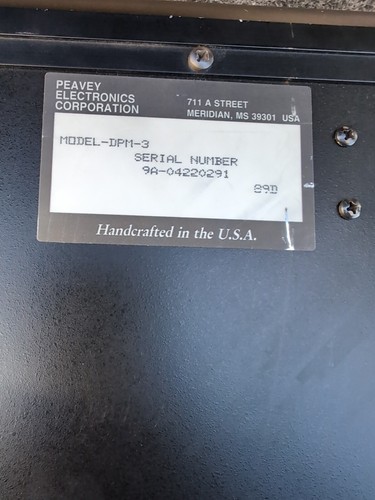 PEAVEY
ELECTRONICS
CORPORATION
711 A STREET
MERIDIAN, MS 39301 USA
MODEL-DPM-3
SERIAL NUMBER
9A-04220291
89D
Handcrafted in the U.S.A.